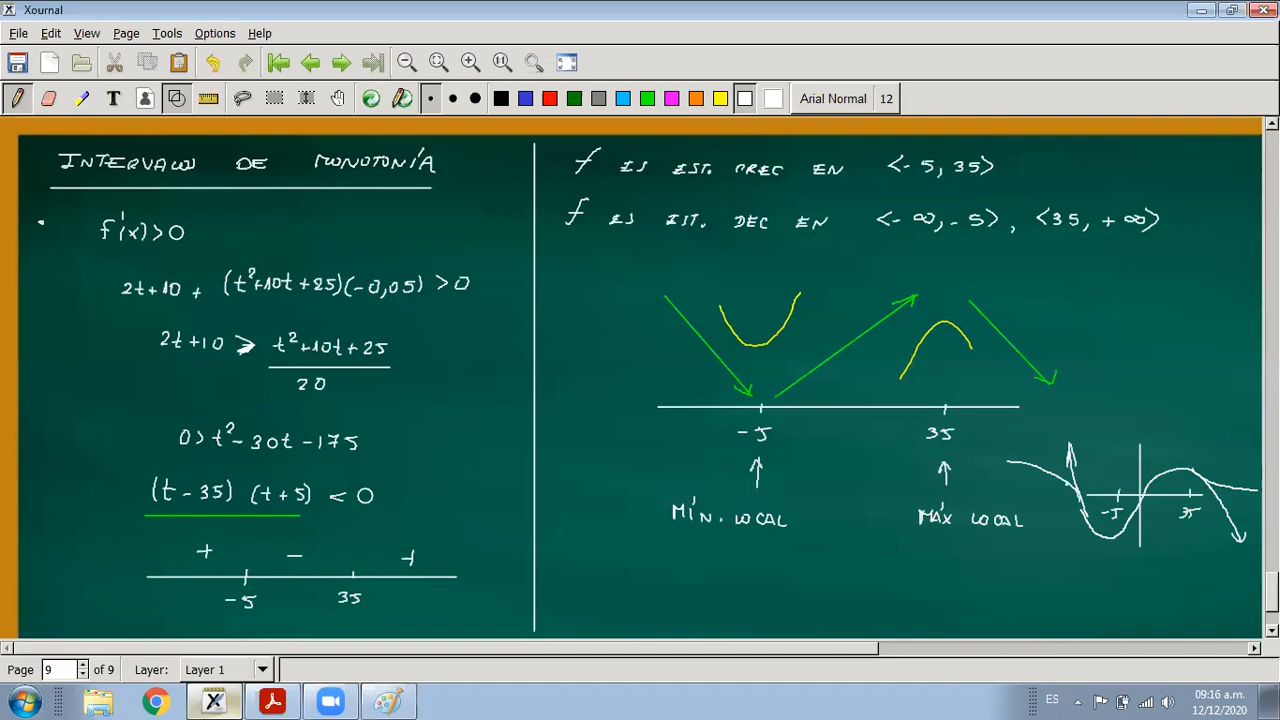 Xournal
File Edit View Page Tools Options Help
Arial Normal 12
INTERVALOS DE MONOTONÍA
f'(x)>0
2t+10 + (t²+10t+25)(-0,05) >0
2t+10 > t²+10t+25
20
0>t²-30t-175
(t-35) (t+5) < 0
+ - +
-5 35
f ES EST. CREC EN <-5, 35>
f ES EST. DEC EN <-∞,-5>, <35, +∞>
-5 35
MÍN. LOCAL MÁX LOCAL
-5 35
Page 9 of 9 Layer: Layer 1
ES 09:16 a.m.
12/12/2020